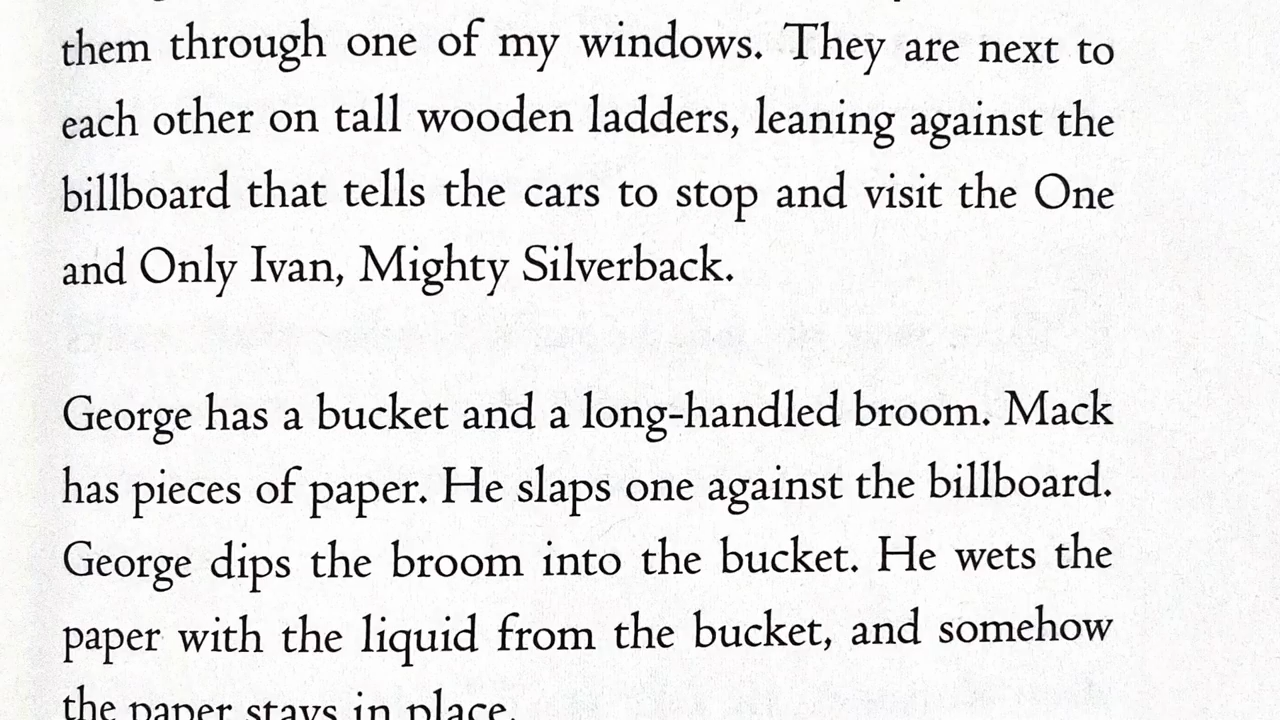 them through one of my windows. They are next to
each other on tall wooden ladders, leaning against the
billboard that tells the cars to stop and visit the One
and Only Ivan, Mighty Silverback.
George has a bucket and a long-handled broom. Mack
has pieces of paper. He slaps one against the billboard.
George dips the broom into the bucket. He wets the
paper with the liquid from the bucket, and somehow
the paper stays in place.